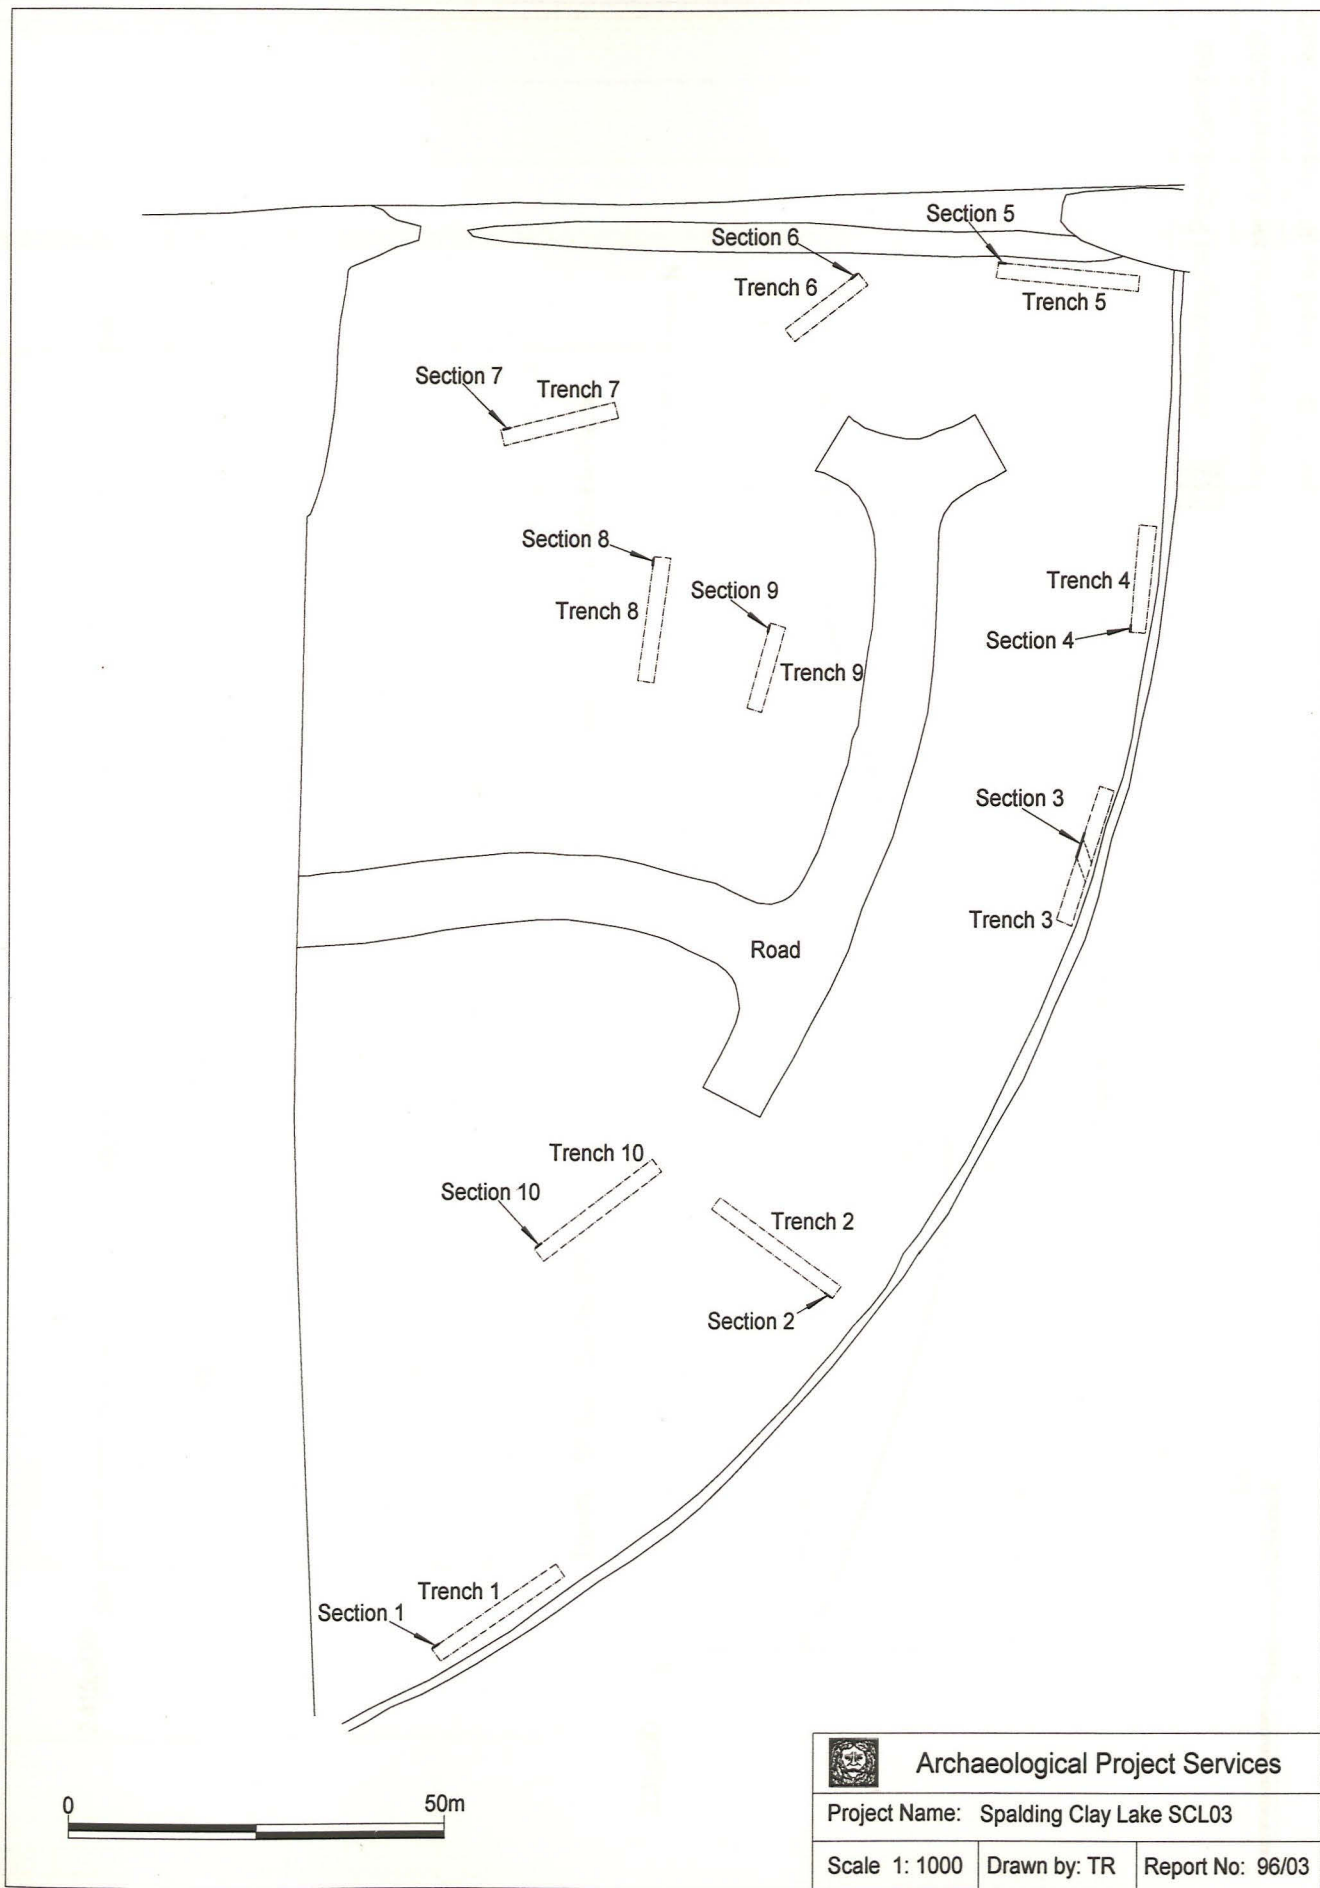 Section 5
Section 6
Trench 6
Trench 5
Section 7
Trench 7
Section 8
Trench 4
Section 9
Trench 8
Section 4
Trench 9
Section 3
Trench 3
Road
Trench 10
Section 10
Trench 2
Section 2
Trench 1
Section 1
0 50m
Archaeological Project Services
Project Name: Spalding Clay Lake SCL03
Scale 1: 1000 Drawn by: TR Report No: 96/03